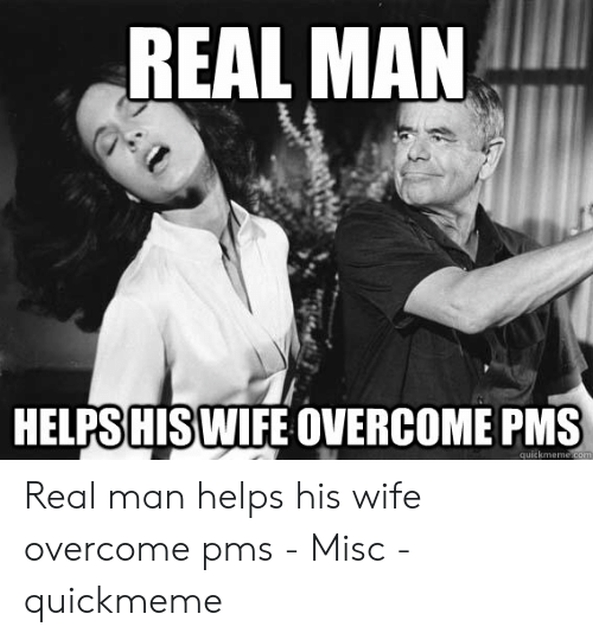 REAL MAN
HELPS HIS WIFE OVERCOME PMS
quickmeme.com
Real man helps his wife
overcome pms - Misc -
quickmeme